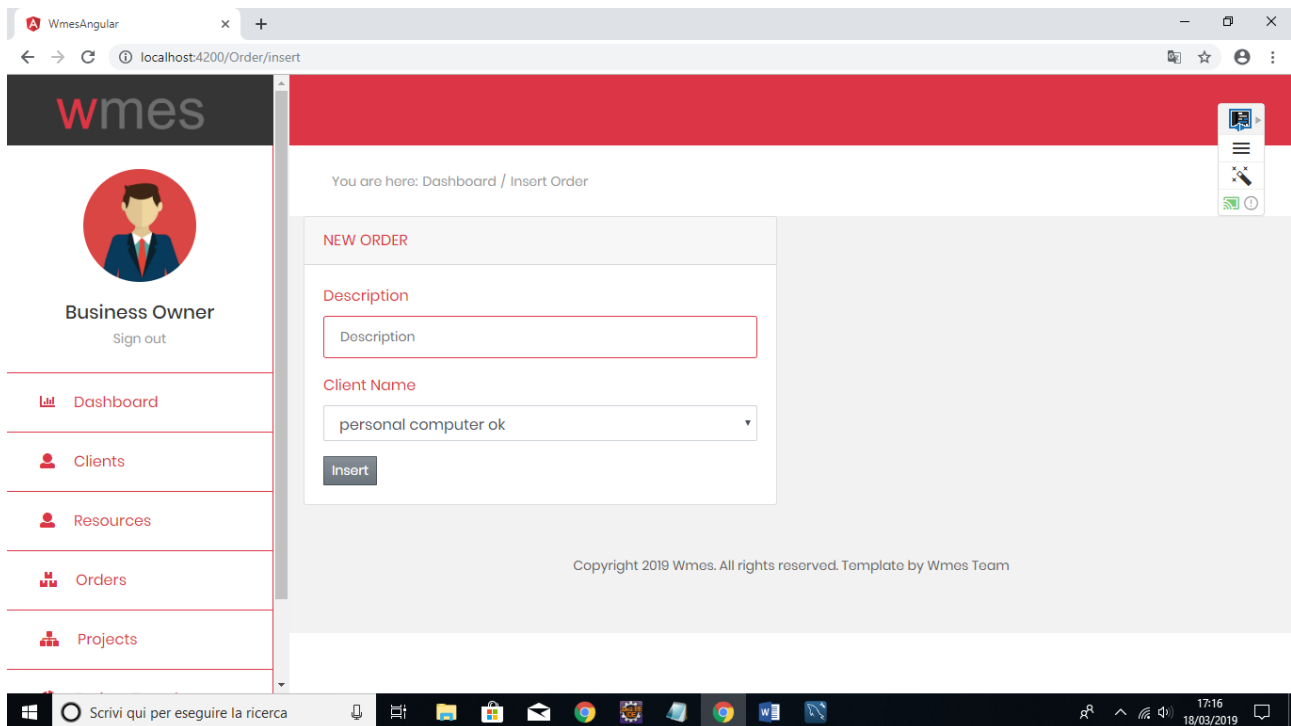 WmesAngular
localhost:4200/Order/insert
wmes
You are here: Dashboard / Insert Order
Business Owner
Sign out
Dashboard
Clients
Resources
Orders
Projects
NEW ORDER
Description
Description
Client Name
personal computer ok
Insert
Copyright 2019 Wmes. All rights reserved. Template by Wmes Team
Scrivi qui per eseguire la ricerca
17:16
18/03/2019